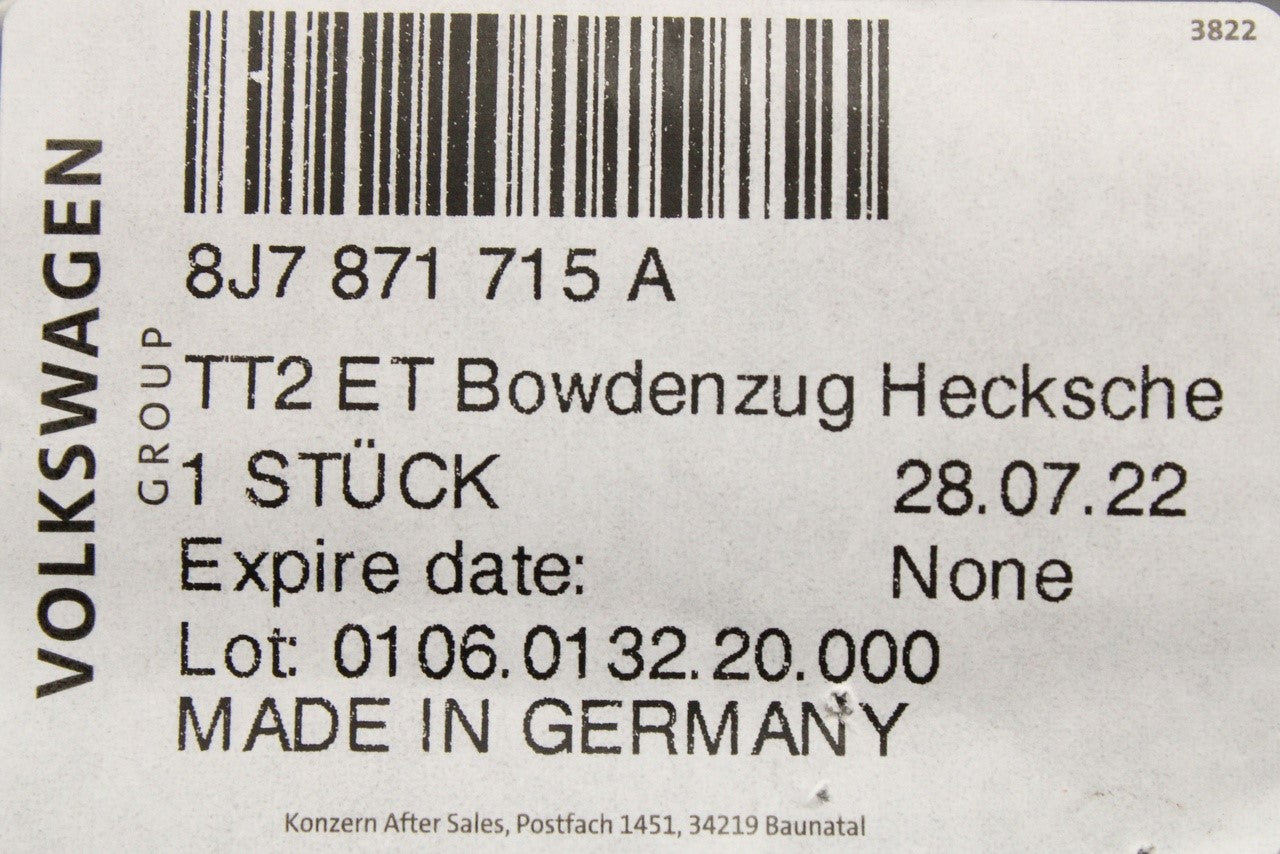 3822
VOLKSWAGEN
GROUP
8J7 871 715 A
TT2 ET Bowdenzug Hecksche
1 STÜCK 28.07.22
Expire date: None
Lot: 0106.0132.20.000
MADE IN GERMANY
Konzern After Sales, Postfach 1451, 34219 Baunatal